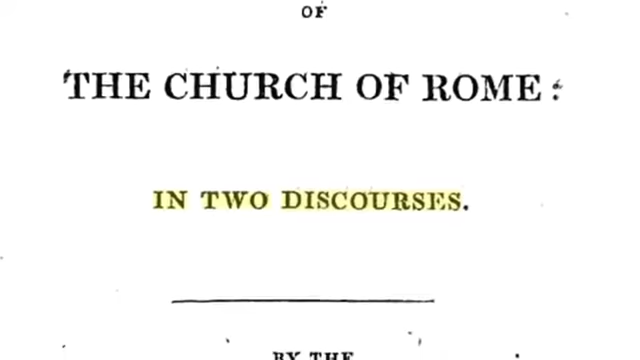 OF
THE CHURCH OF ROME:
IN TWO DISCOURSES.
BY THE